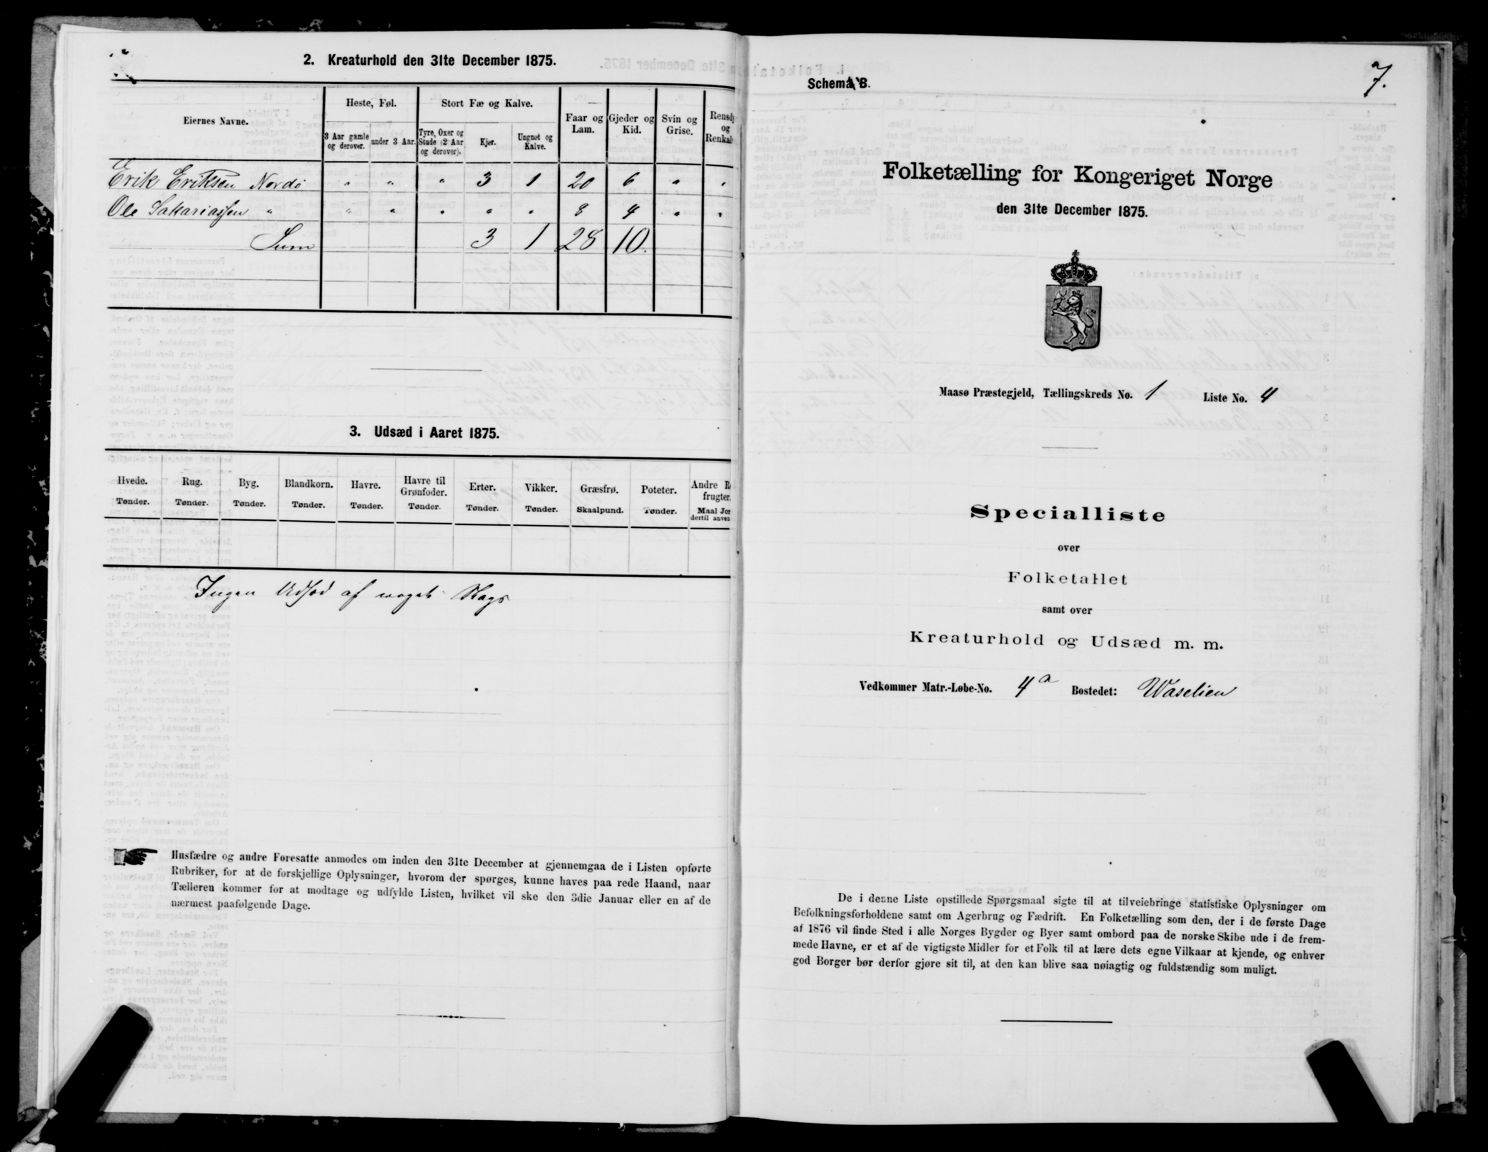 2. Kreaturhold den 31te December 1875.
Eiernes Navne.
Heste, Føl.
Stort Fæ og Kalve.
Faar og Lam.
Gjeder og Kid.
Svin og Grise.
og
3 Aar gamle og derover.
under 3 Aar.
Tyre, Oxer og Stude (2 Aar og derover).
Kjør.
Ungnøt og Kalve.
Erik Eriksen Nordø " " " 3 1 20 6 " "
Ole Sakariassen " " " " " " 8 4 " "
Sum 3 1 28 10.
3. Udsæd i Aaret 1875.
Hvede. Rug. Byg. Blandkorn. Havre. Havre til Grønfoder. Erter. Vikker. Græsfrø. Poteter. Andre
frugter.
Tønder. Tønder. Tønder. Tønder. Tønder. Tønder. Tønder. Tønder. Skaalpund. Tønder. Maal
dertil
Ingen Udsæd af noget Slags
Husfædre og andre Foresatte anmodes om inden den 31te December at gjennemgaa de i Listen opførte
Rubriker, for at de forskjellige Oplysninger, hvorom der spørges, kunne haves paa rede Haand, naar
Tælleren kommer for at modtage og udfylde Listen, hvilket vil ske den 3die Januar eller en af de
nærmest paafølgende Dage.
7.
Schema B.
Folketælling for Kongeriget Norge
den 31te December 1875.
Maasø Præstegjeld, Tællingskreds No. 1 Liste No. 4
Specialliste
over
Folketallet
samt over
Kreaturhold og Udsæd m. m.
Vedkommer Matr.-Løbe-No. 4a Bostedet: Waselien
De i denne Liste opstillede Spørgsmaal sigte til at tilveiebringe statistiske Oplysninger om
Befolkningsforholdene samt om Agerbrug og Fædrift. En Folketælling som den, der i de første Dage
af 1876 vil finde Sted i alle Norges Bygder og Byer samt ombord paa de norske Skibe ude i de frem-
mede Havne, er et af de vigtigste Midler for et Folk til at lære dets egne Vilkaar at kjende, og enhver
god Borger bør derfor gjøre sit til, at den kan blive saa nøiagtig og fuldstændig som muligt.